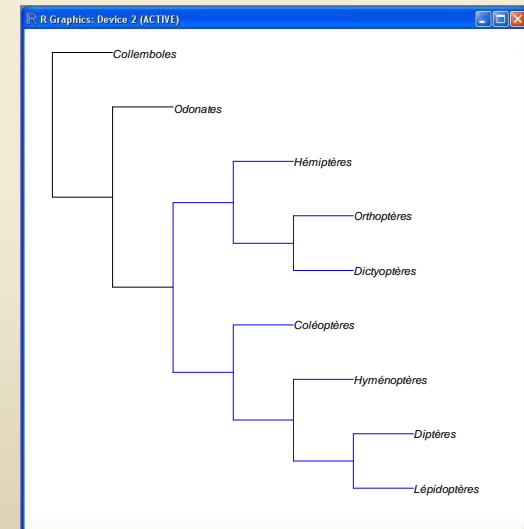 R Graphics: Device 2 (ACTIVE)
Collemboles
Odonates
Hémiptères
Orthoptères
Dictyoptères
Coléoptères
Hyménoptères
Diptères
Lépidoptères